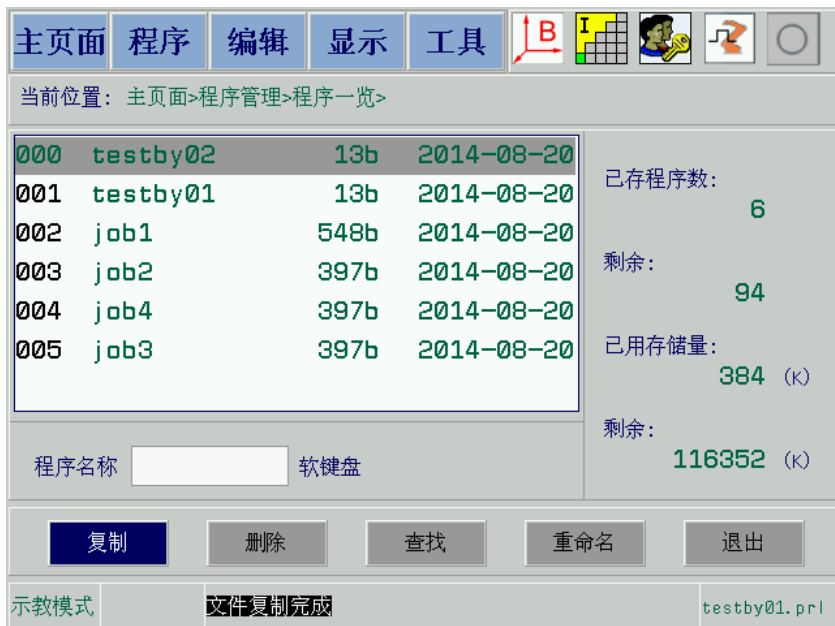 主页面 程序 编辑 显示 工具 B I
当前位置: 主页面>程序管理>程序一览>
000 testby02 13b 2014-08-20
001 testby01 13b 2014-08-20
002 job1 548b 2014-08-20
003 job2 397b 2014-08-20
004 job4 397b 2014-08-20
005 job3 397b 2014-08-20
已存程序数:
6
剩余:
94
已用存储量:
384 (K)
剩余:
116352 (K)
程序名称 软键盘
复制 删除 查找 重命名 退出
示教模式 文件复制完成 testby01.prl